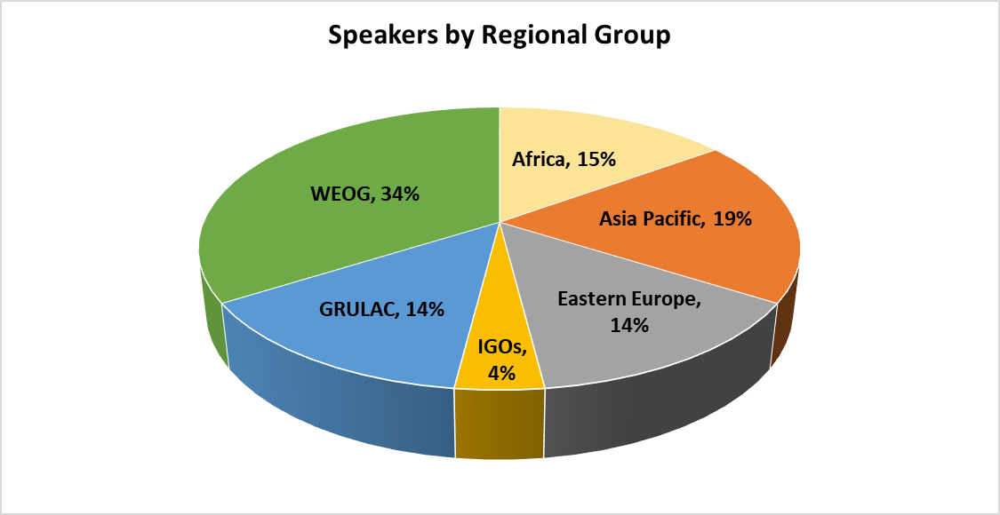 Speakers by Regional Group
Africa, 15%
WEOG, 34%
Asia Pacific, 19%
Eastern Europe,
14%
GRULAC, 14%
IGOs,
4%